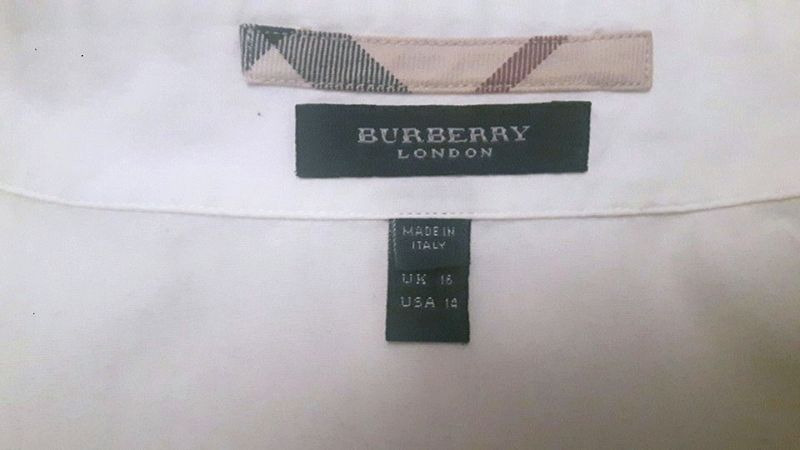 BURBERRY
LONDON
MADE IN
ITALY
UK 16
USA 14